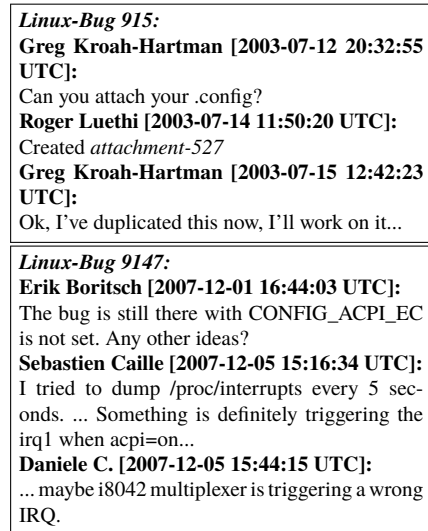 Linux-Bug 915:
Greg Kroah-Hartman [2003-07-12 20:32:55
UTC]:
Can you attach your .config?
Roger Luethi [2003-07-14 11:50:20 UTC]:
Created attachment-527
Greg Kroah-Hartman [2003-07-15 12:42:23
UTC]:
Ok, I've duplicated this now, I'll work on it...
Linux-Bug 9147:
Erik Boritsch [2007-12-01 16:44:03 UTC]:
The bug is still there with CONFIG_ACPI_EC
is not set. Any other ideas?
Sebastien Caille [2007-12-05 15:16:34 UTC]:
I tried to dump /proc/interrupts every 5 sec-
onds. ... Something is definitely triggering the
irq1 when acpi=on...
Daniele C. [2007-12-05 15:44:15 UTC]:
... maybe i8042 multiplexer is triggering a wrong
IRQ.